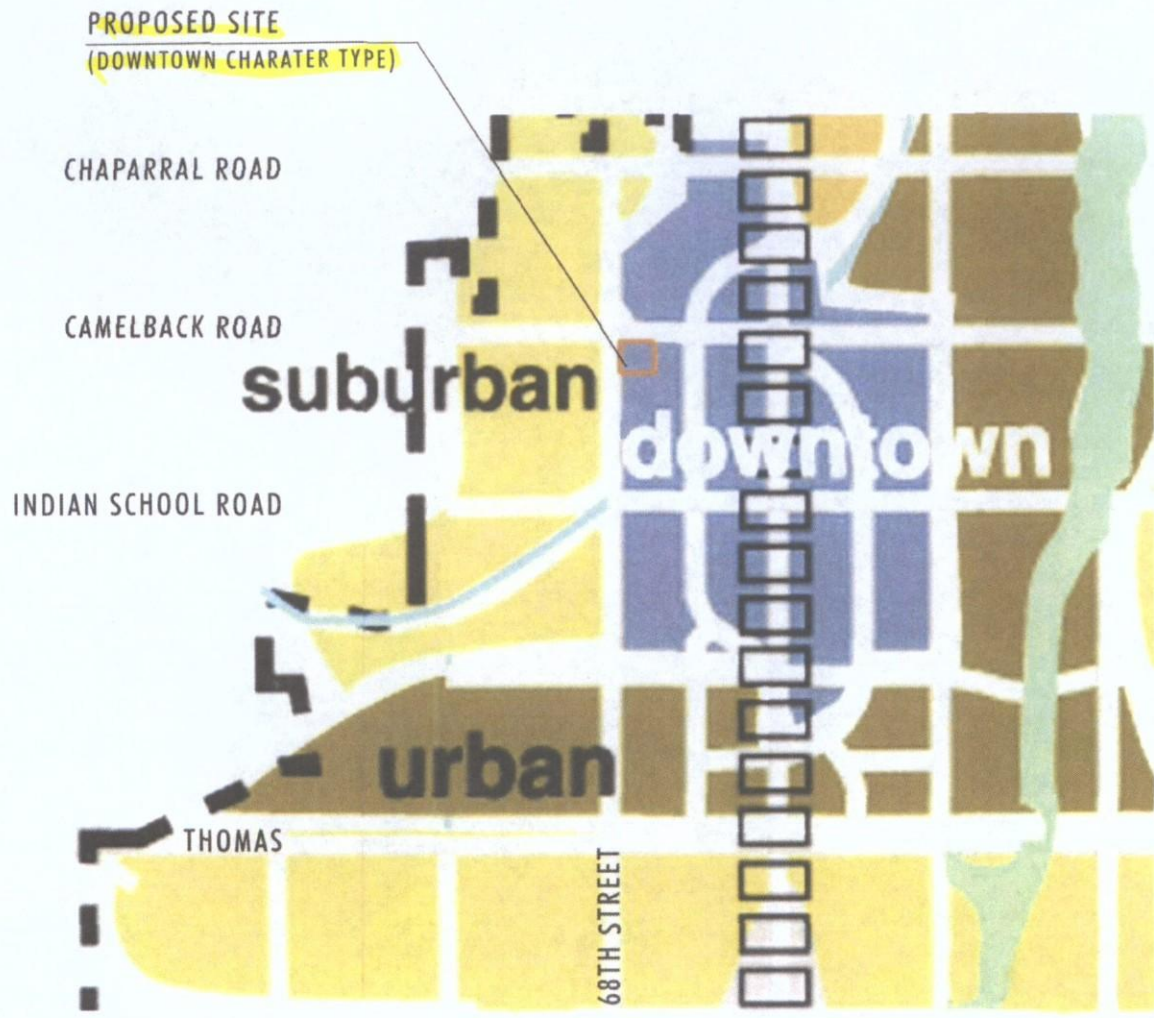 PROPOSED SITE
(DOWNTOWN CHARATER TYPE)
CHAPARRAL ROAD
CAMELBACK ROAD
suburban
downtown
INDIAN SCHOOL ROAD
urban
THOMAS
68TH STREET